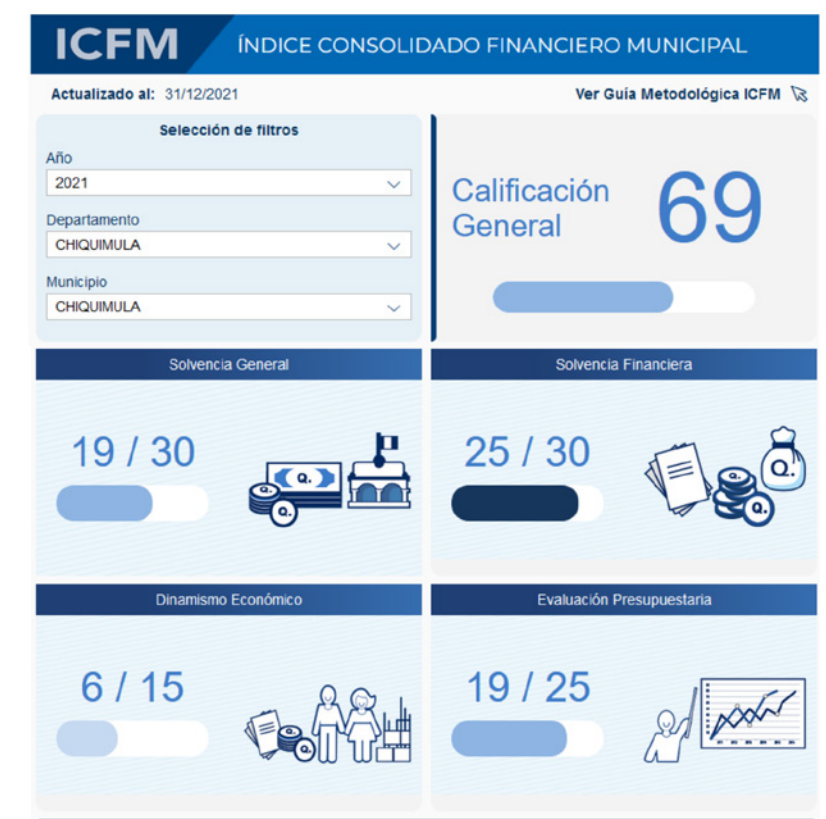 ICFM ÍNDICE CONSOLIDADO FINANCIERO MUNICIPAL
Actualizado al: 31/12/2021 Ver Guía Metodológica ICFM
Selección de filtros
Año
2021
Departamento
CHIQUIMULA
Municipio
CHIQUIMULA
Calificación
General
69
Solvencia General
19 / 30
Q.
Q.
Q.
Solvencia Financiera
25 / 30
Q.
Q.
Q.
Dinamismo Económico
6 / 15
Q.
Q.
Evaluación Presupuestaria
19 / 25